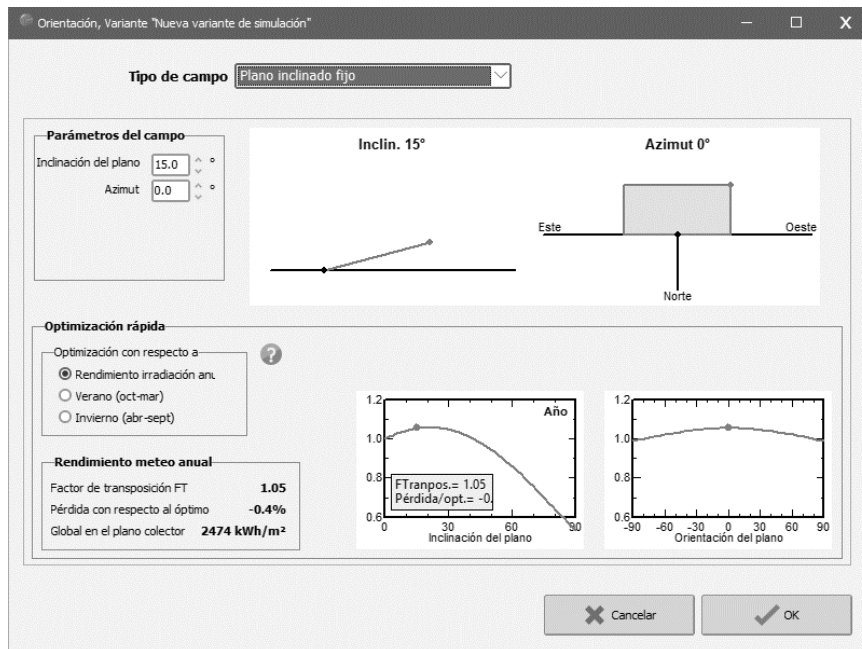 Orientación, Variante "Nueva variante de simulación"
Tipo de campo Plano inclinado fijo
Parámetros del campo
Inclinación del plano 15.0 °
Azimut 0.0 °
Inclin. 15°
Azimut 0°
Este
Oeste
Norte
Optimización rápida
Optimización con respecto a
Rendimiento irradiación anu
Verano (oct-mar)
Invierno (abr-sept)
Rendimiento meteo anual
Factor de transposición FT 1.05
Pérdida con respecto al óptimo -0.4%
Global en el plano colector 2474 kWh/m²
1.2
Año
1.0
0.8
FTranpos.= 1.05
Pérdida/opt.= -0.
0.6
0 30 60 90
Inclinación del plano
1.2
1.0
0.8
0.6
-90 -60 -30 0 30 60 90
Orientación del plano
Cancelar
OK